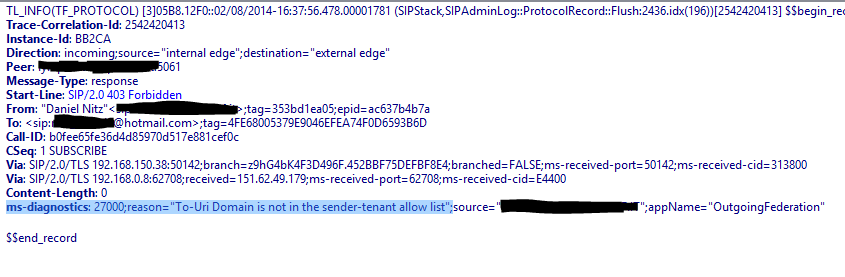 TL_INFO(TF_PROTOCOL) [3]05B8.12F0::02/08/2014-16:37:56.478.00001781 (SIPStack,SIPAdminLog::ProtocolRecord::Flush:2436.idx(196))[2542420413] $$begin_rec
Trace-Correlation-Id: 2542420413
Instance-Id: BB2CA
Direction: incoming;source="internal edge";destination="external edge"
Peer: 5061
Message-Type: response
Start-Line: SIP/2.0 403 Forbidden
From: "Daniel Nitz"< >;tag=353bd1ea05;epid=ac637b4b7a
To: <sip: @hotmail.com>;tag=4FE68005379E9046EFEA74F0D6593B6D
Call-ID: b0fee65fe36d4d85970d517e881cef0c
CSeq: 1 SUBSCRIBE
Via: SIP/2.0/TLS 192.168.150.38:50142;branch=z9hG4bK4F3D496F.452BBF75DEFBF8E4;branched=FALSE;ms-received-port=50142;ms-received-cid=313800
Via: SIP/2.0/TLS 192.168.0.8:62708;received=151.62.49.179;ms-received-port=62708;ms-received-cid=E4400
Content-Length: 0
ms-diagnostics: 27000;reason="To-Uri Domain is not in the sender-tenant allow list";source=" ";appName="OutgoingFederation"
$$end_record